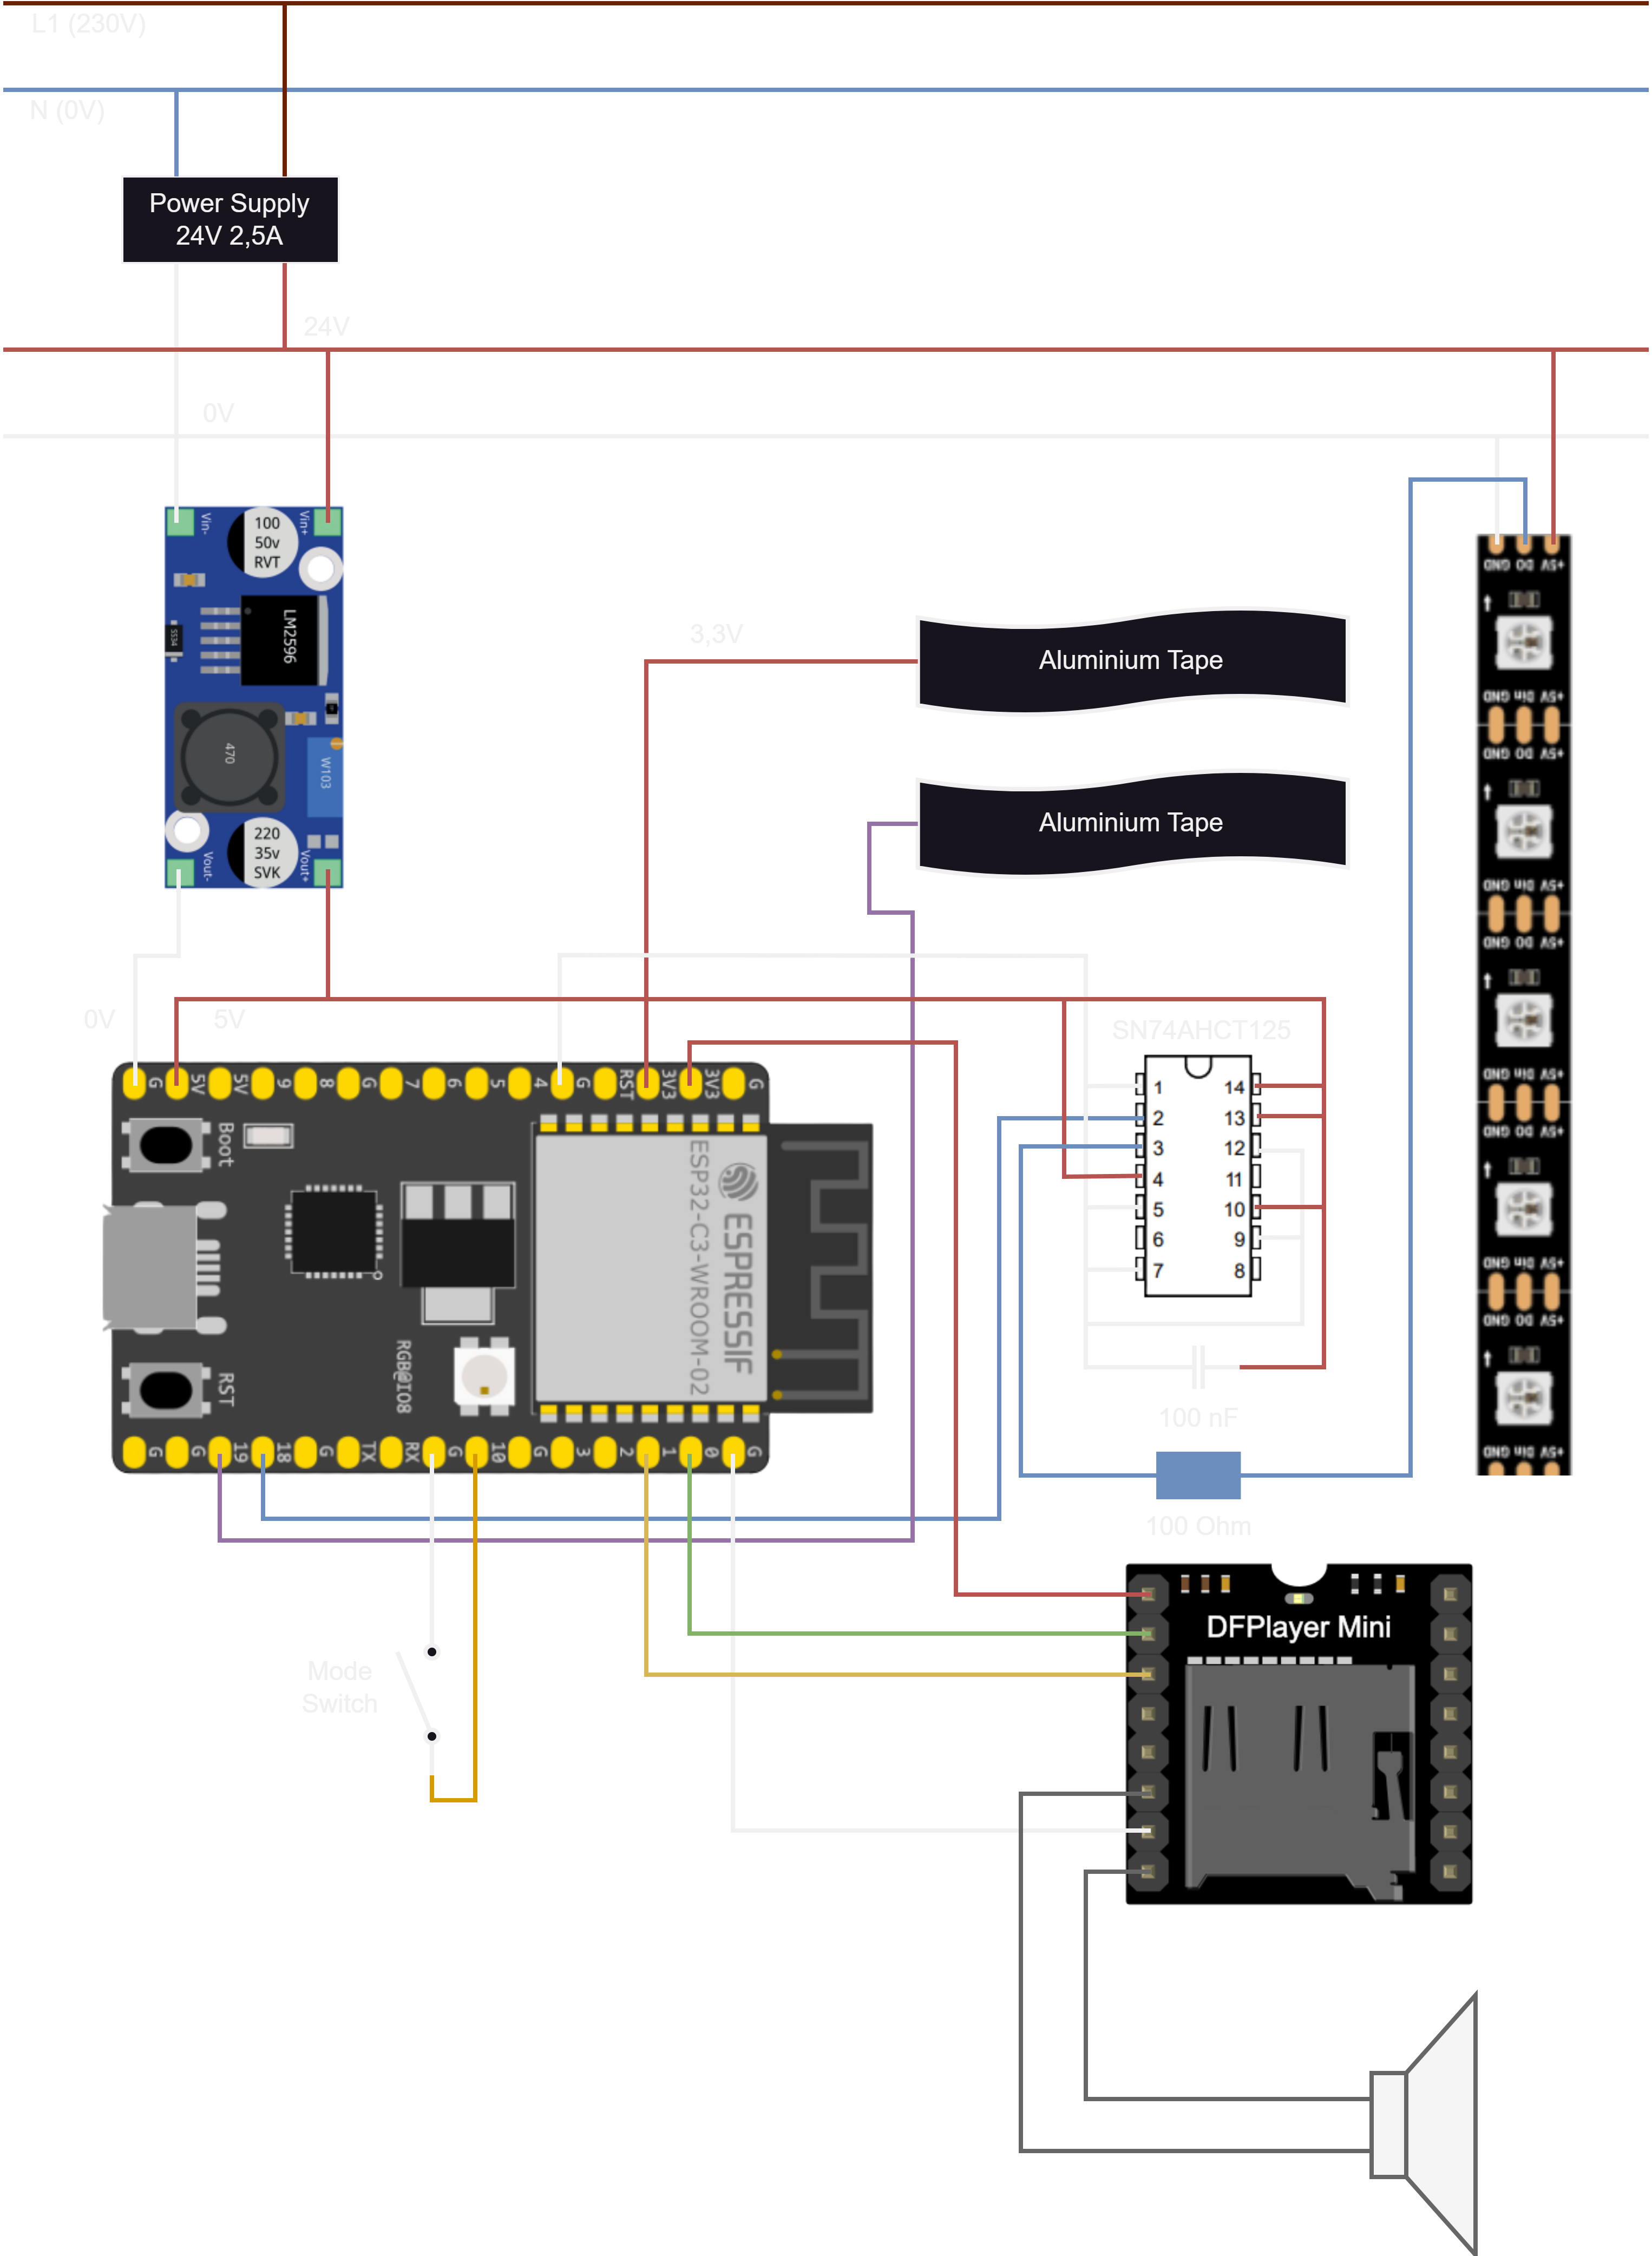 L1 (230V)
N (0V)
Power Supply
24V 2,5A
24V
0V
Vin-
100
50v
RVT
Vin+
LM2596
SS34
470
W103
Vout-
220
35v
SVK
Vout+
3,3V
Aluminium Tape
Aluminium Tape
GND DO +5V
GND Din +5V
GND DO +5V
GND Din +5V
GND DO +5V
GND Din +5V
GND DO +5V
GND Din +5V
GND DO +5V
GND Din +5V
0V
5V
G 5V 5V 9 8 G 7 6 5 4 G RST 3V3 3V3 G
Boot
RST
RGB@IO8
ESP32-C3-WROOM-02
ESPRESSIF
G G 19 18 G TX RX G 10 G 3 2 1 0 G
SN74AHCT125
1 14
2 13
3 12
4 11
5 10
6 9
7 8
100 nF
100 Ohm
Mode
Switch
DFPlayer Mini